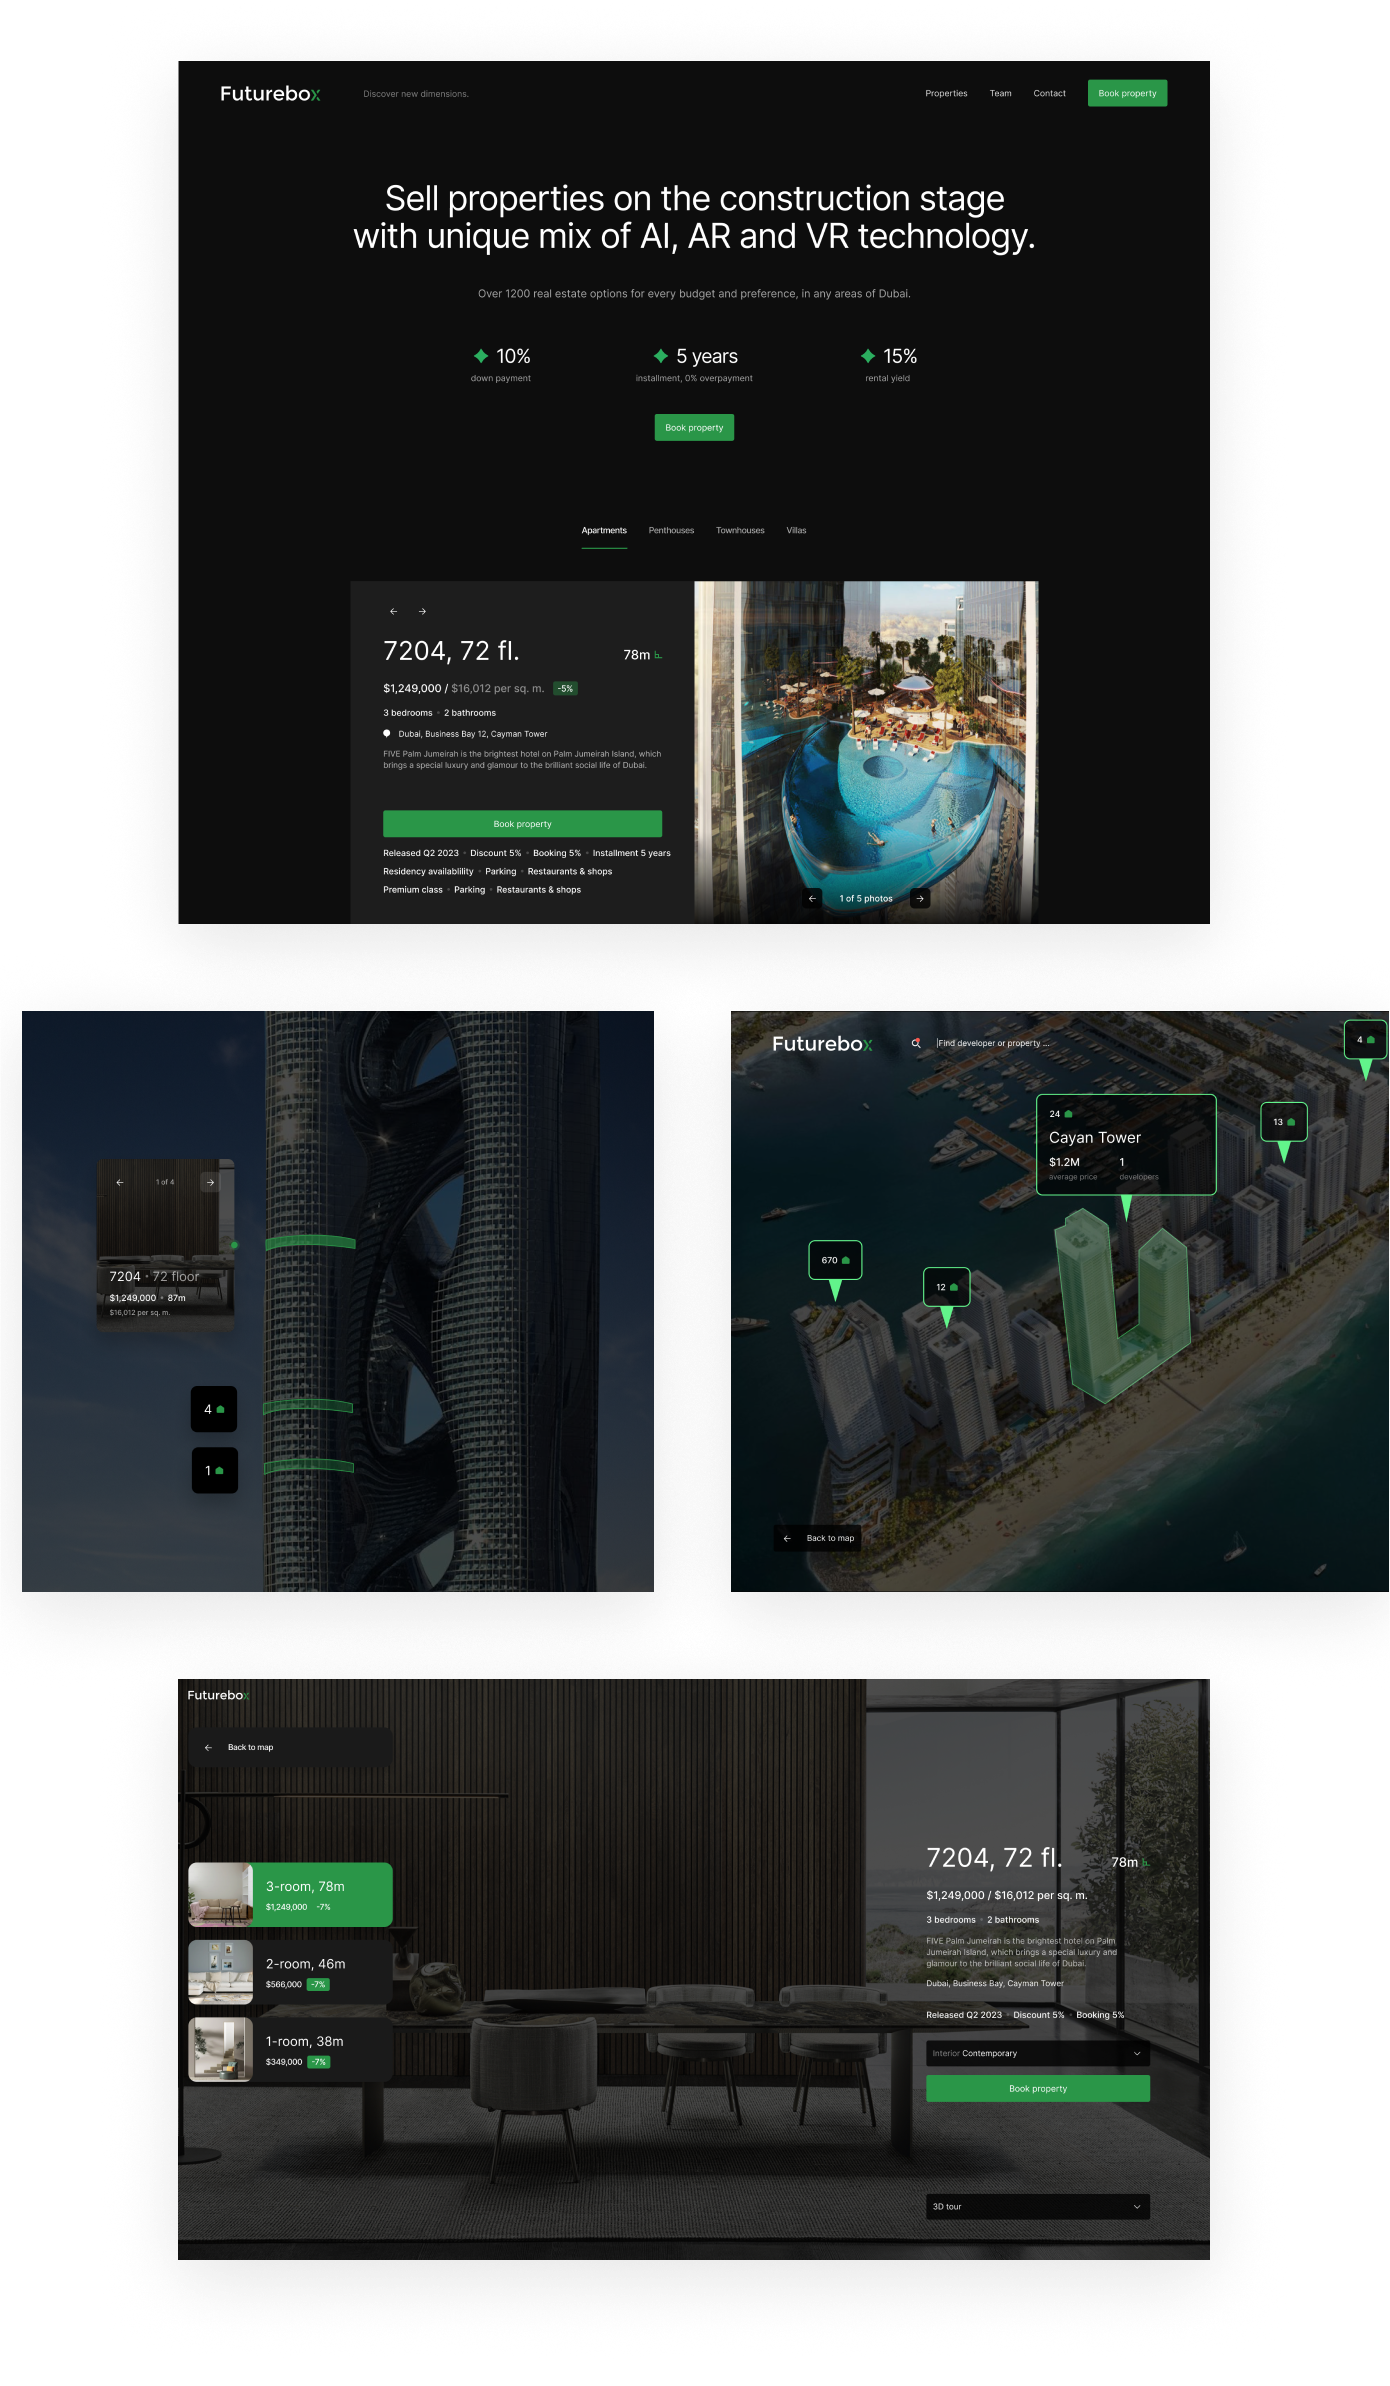 Futurebox
Discover new dimensions.
Properties
Team
Contact
Book property
Sell properties on the construction stage
with unique mix of AI, AR and VR technology.
Over 1200 real estate options for every budget and preference, in any areas of Dubai.
10%
down payment
5 years
installment, 0% overpayment
15%
rental yield
Book property
Apartments
Penthouses
Townhouses
Villas
7204, 72 fl.
78m
$1,249,000 / $16,012 per sq. m.
-5%
3 bedrooms • 2 bathrooms
Dubai, Business Bay 12, Cayman Tower
FIVE Palm Jumeirah is the brightest hotel on Palm Jumeirah Island, which
brings a special luxury and glamour to the brilliant social life of Dubai.
Book property
Released Q2 2023 • Discount 5% • Booking 5% • Installment 5 years
Residency availablility • Parking • Restaurants & shops
Premium class • Parking • Restaurants & shops
1 of 5 photos
1 of 4
7204 • 72 floor
$1,249,000 • 87m
$16,012 per sq. m.
4
1
Futurebox
Find developer or property ...
4
24
Cayan Tower
$1.2M
average price
1
developers
13
670
12
Back to map
Futurebox
Back to map
3-room, 78m
$1,249,000 -7%
2-room, 46m
$566,000 -7%
1-room, 38m
$349,000 -7%
7204, 72 fl.
78m
$1,249,000 / $16,012 per sq. m.
3 bedrooms • 2 bathrooms
FIVE Palm Jumeirah is the brightest hotel on Palm
Jumeirah Island, which brings a special luxury and
glamour to the brilliant social life of Dubai.
Dubai, Business Bay, Cayman Tower
Released Q2 2023 • Discount 5% • Booking 5%
Interior Contemporary
Book property
3D tour